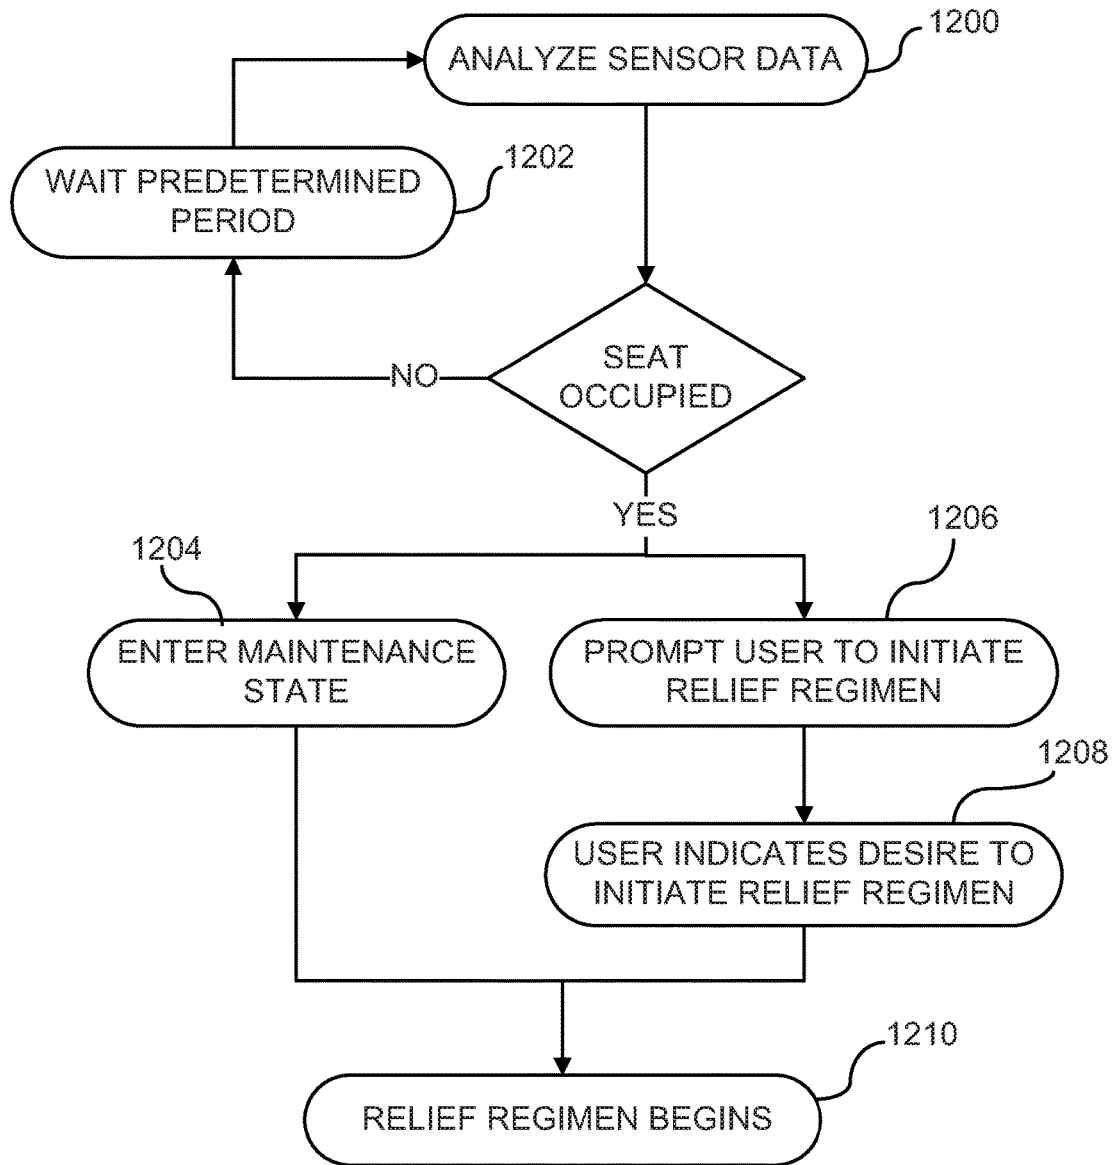 1200
ANALYZE SENSOR DATA
1202
WAIT PREDETERMINED
PERIOD
SEAT
OCCUPIED
NO
YES
1204
1206
ENTER MAINTENANCE
STATE
PROMPT USER TO INITIATE
RELIEF REGIMEN
1208
USER INDICATES DESIRE TO
INITIATE RELIEF REGIMEN
1210
RELIEF REGIMEN BEGINS